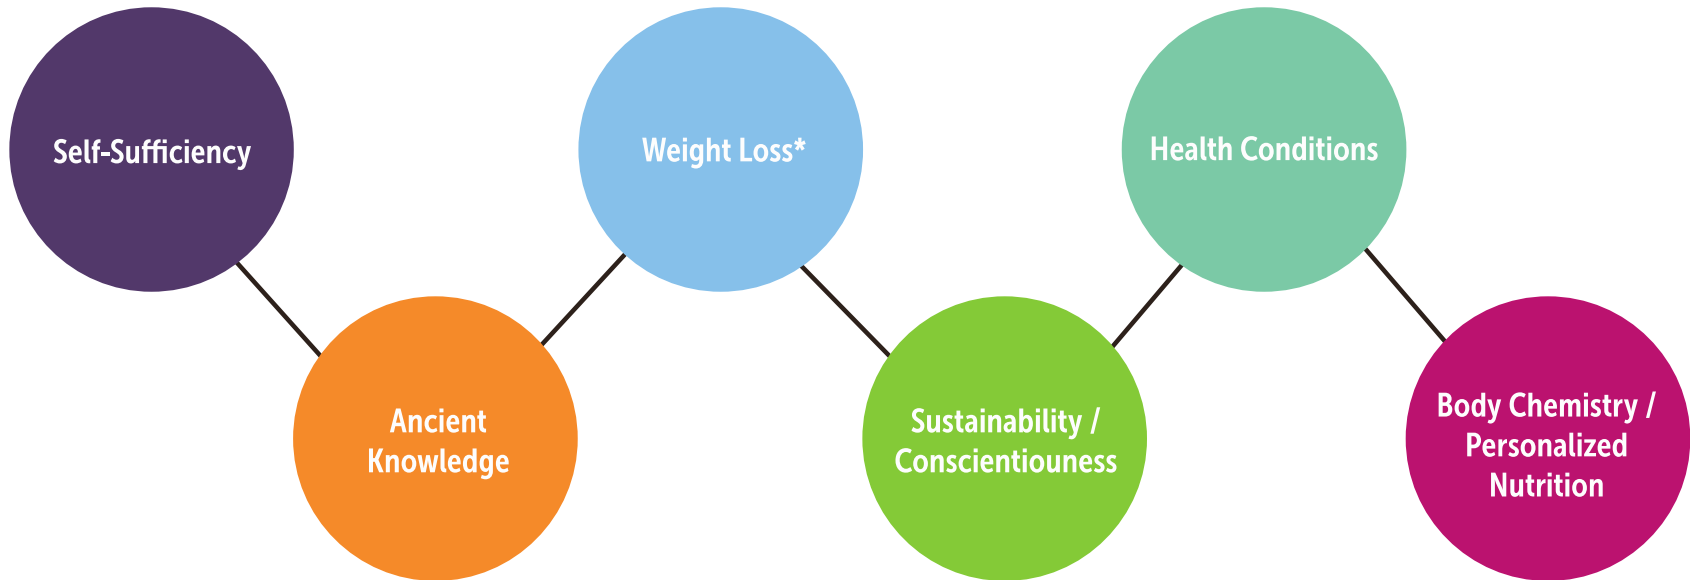 Self-Sufficiency
Ancient
Knowledge
Weight Loss*
Sustainability /
Conscientiouness
Health Conditions
Body Chemistry /
Personalized
Nutrition